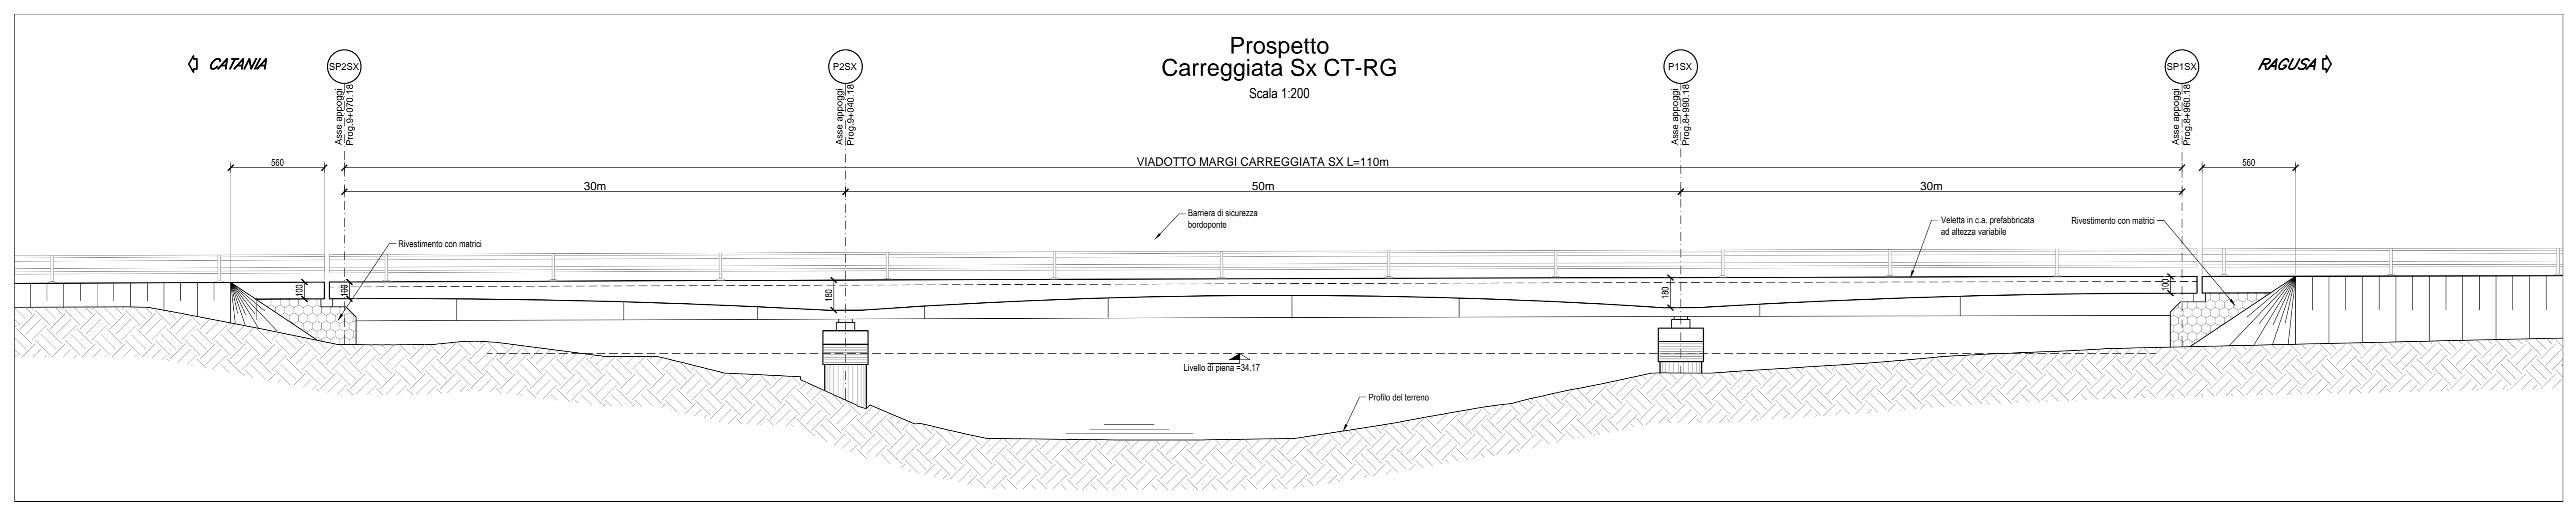 Prospetto
Carreggiata Sx CT-RG
Scala 1:200
CATANIA
SP2SX
P2SX
P1SX
SP1SX
RAGUSA
Asse appoggi
Prog.9+070.18
Asse appoggi
Prog.9+040.18
Asse appoggi
Prog.8+990.18
Asse appoggi
Prog.8+960.18
560
VIADOTTO MARGI CARREGGIATA SX L=110m
560
30m
50m
30m
Barriera di sicurezza
bordoponte
Veletta in c.a. prefabbricata
ad altezza variabile
Rivestimento con matrici
Rivestimento con matrici
100
100
180
180
100
Livello di piena =34.17
Profilo del terreno